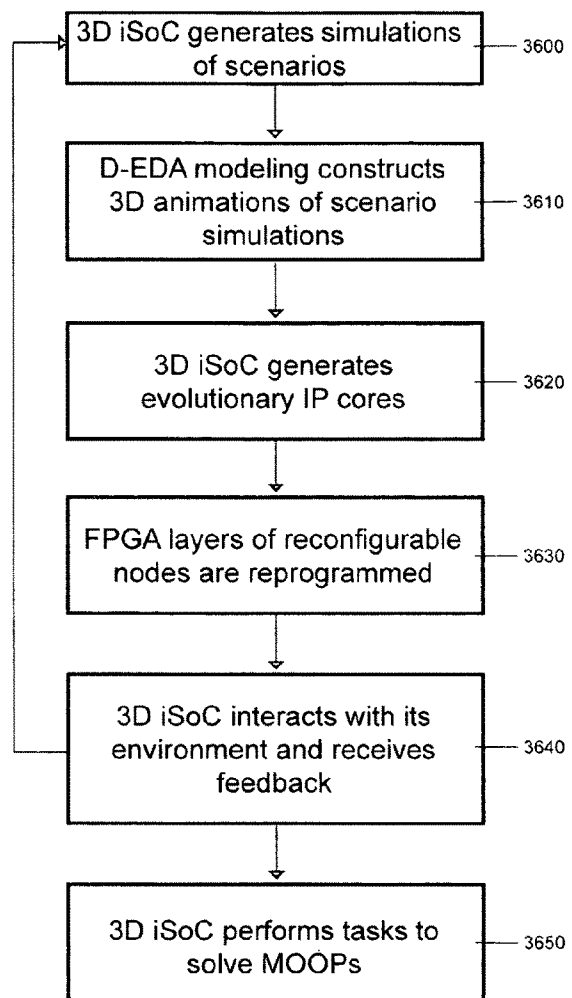 3D iSoC generates simulations
of scenarios
3600
D-EDA modeling constructs
3D animations of scenario
simulations
3610
3D iSoC generates
evolutionary IP cores
3620
FPGA layers of reconfigurable
nodes are reprogrammed
3630
3D iSoC interacts with its
environment and receives
feedback
3640
3D iSoC performs tasks to
solve MOOPs
3650